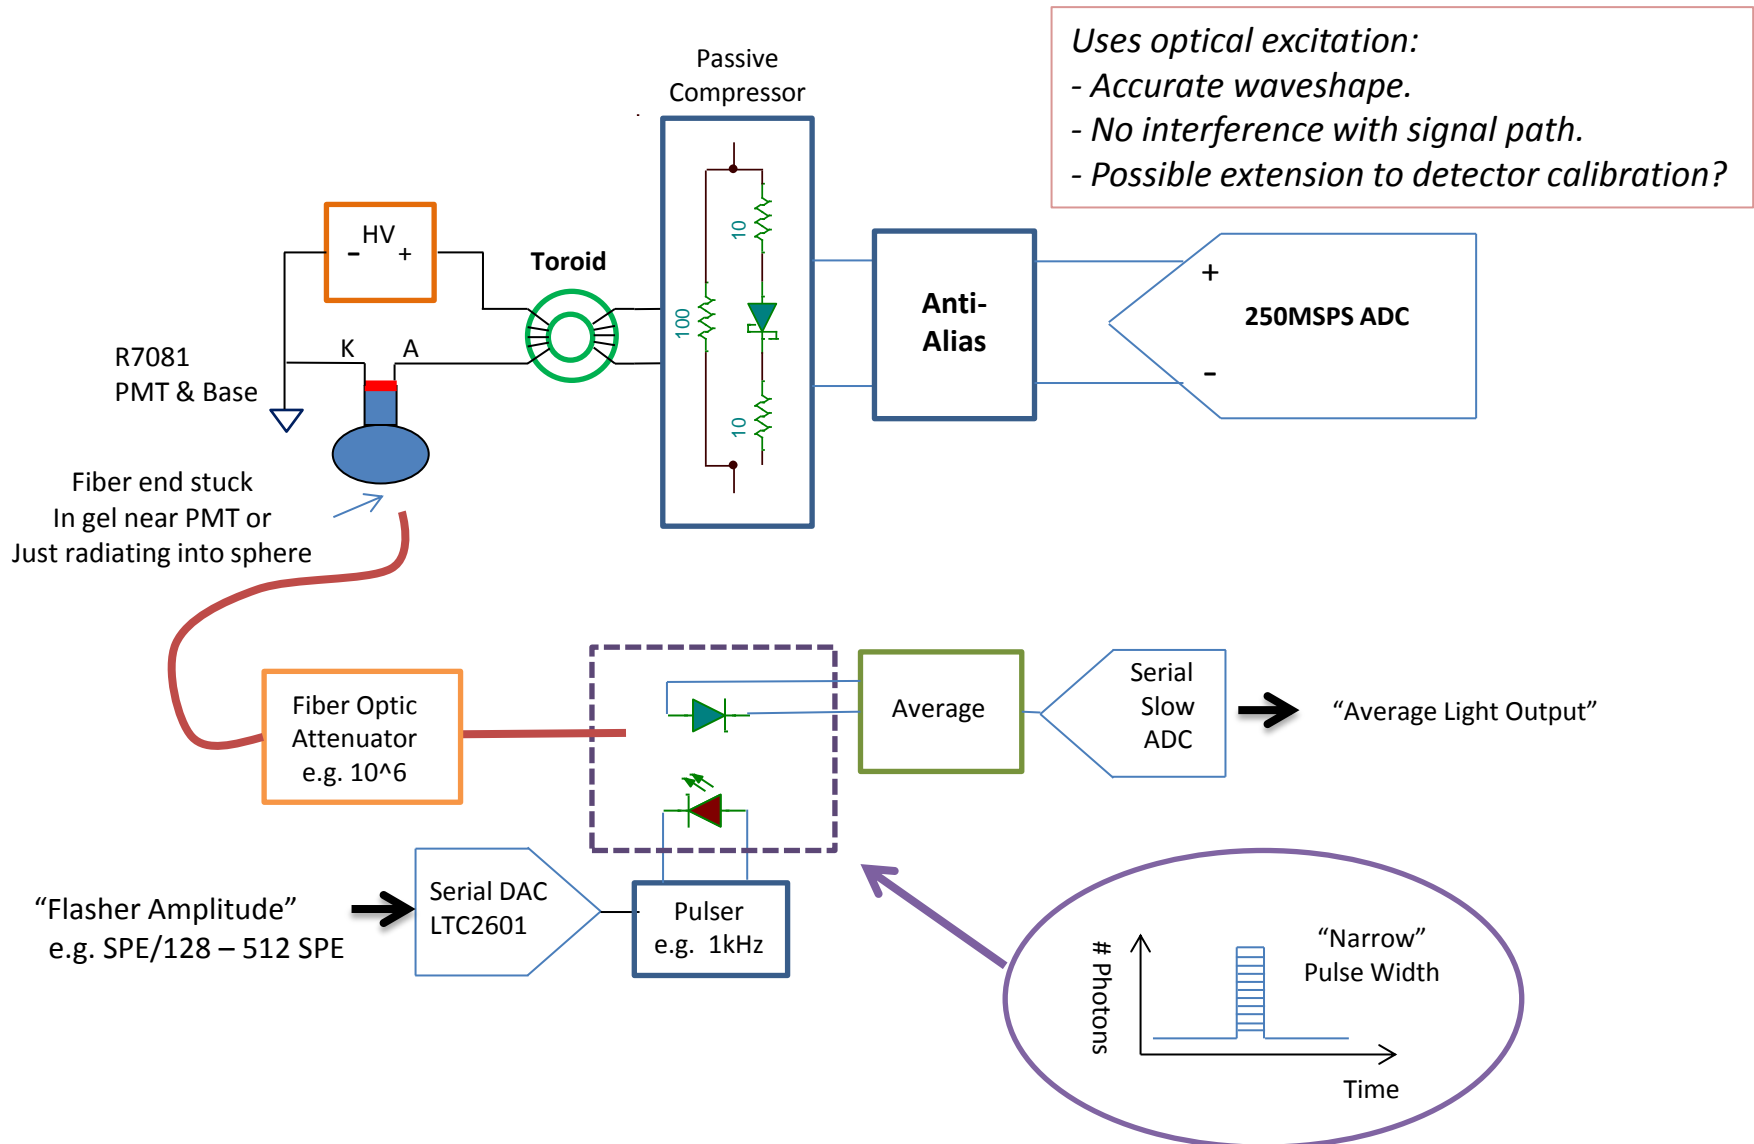 Uses optical excitation:
- Accurate waveshape.
- No interference with signal path.
- Possible extension to detector calibration?
Passive
Compressor
HV
- +
Toroid
10
100
10
Anti-
Alias
+
250MSPS ADC
-
K A
R7081
PMT & Base
Fiber end stuck
In gel near PMT or
Just radiating into sphere
Fiber Optic
Attenuator
e.g. 10^6
Average
Serial
Slow
ADC
“Average Light Output”
“Flasher Amplitude”
e.g. SPE/128 – 512 SPE
Serial DAC
LTC2601
Pulser
e.g. 1kHz
# Photons
“Narrow”
Pulse Width
Time